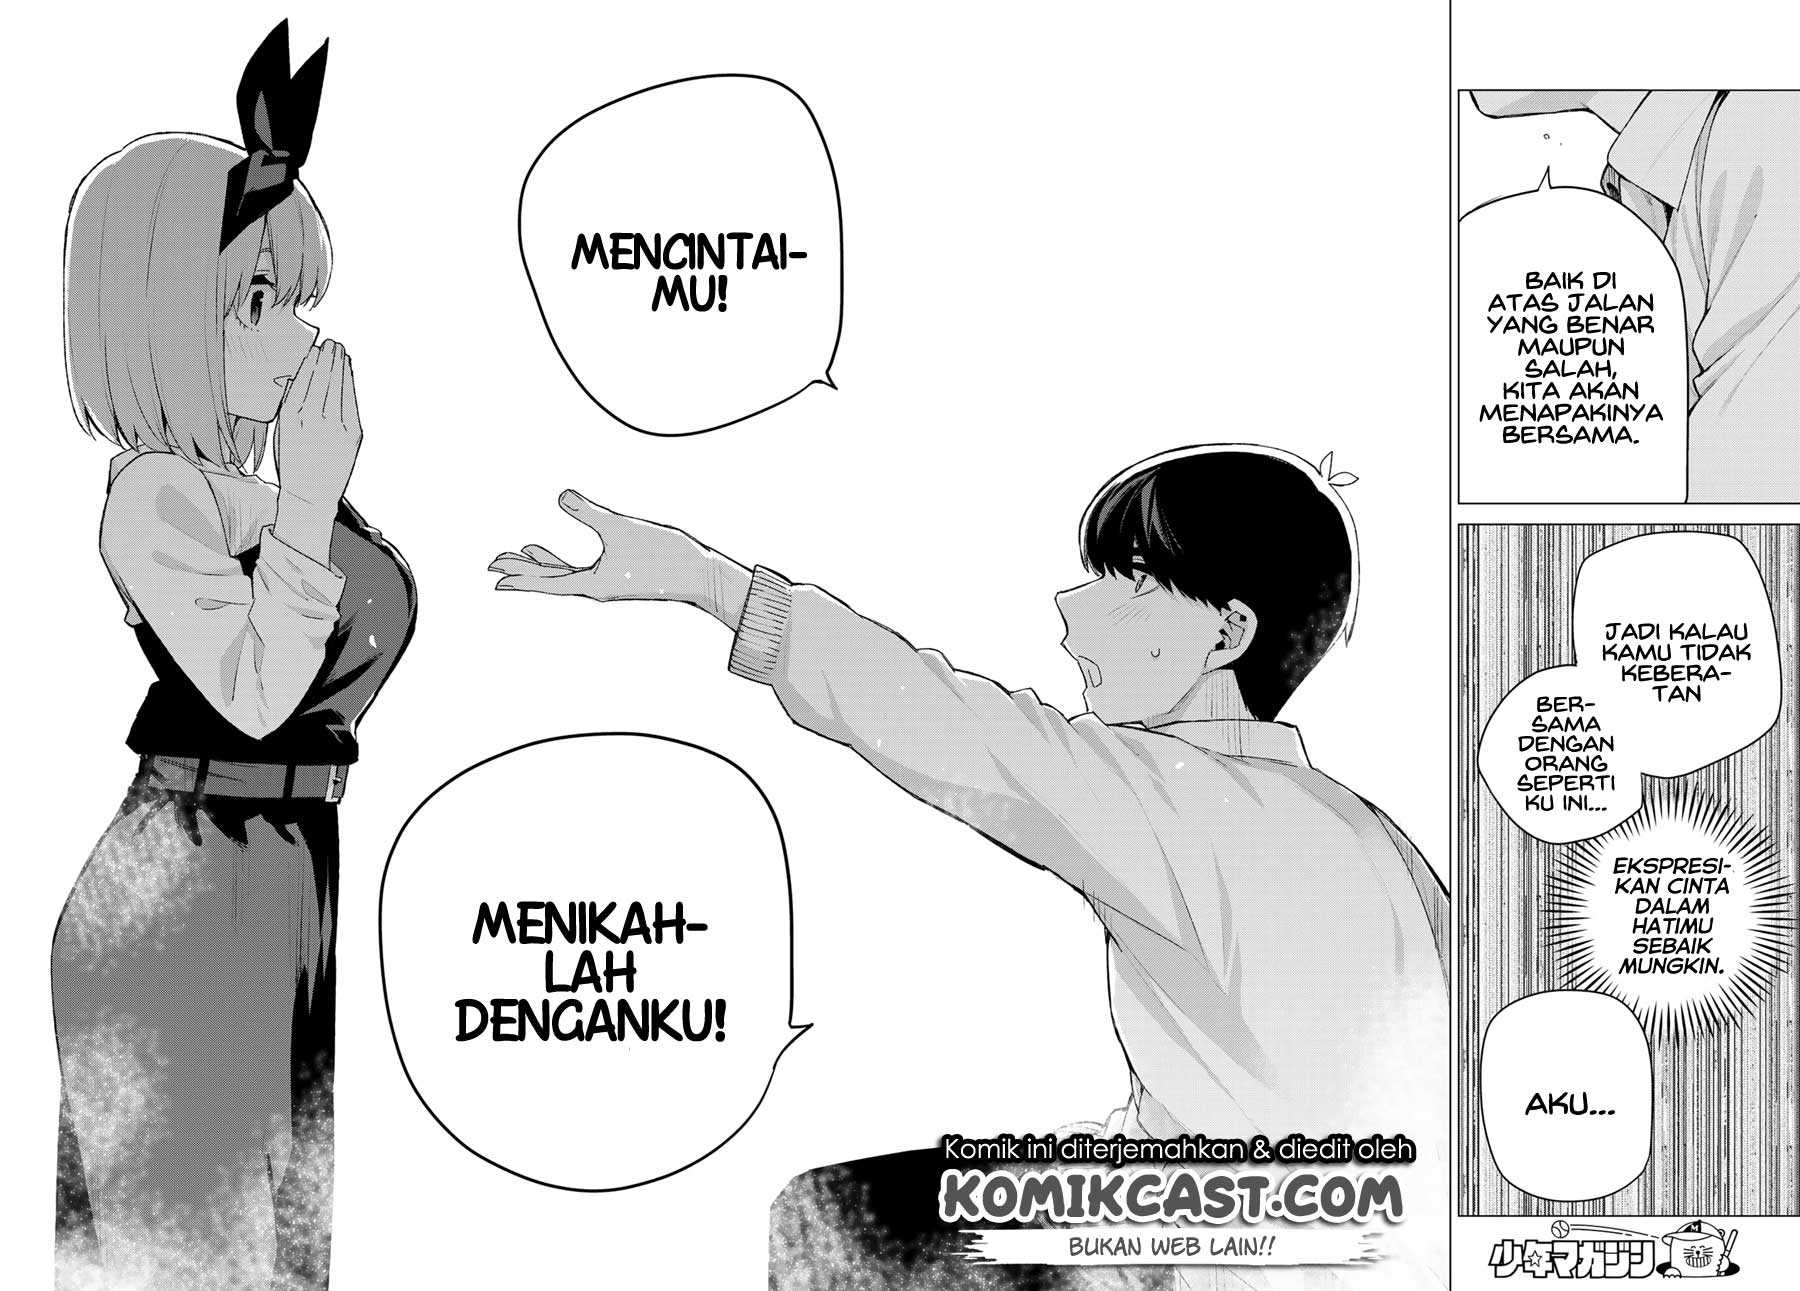 BAIK DI
ATAS JALAN
YANG BENAR
MAUPUN
SALAH,
KITA AKAN
MENAPAKINYA
BERSAMA.
JADI KALAU
KAMU TIDAK
KEBERA-
TAN
BER-
SAMA
DENGAN
ORANG
SEPERTI
KU INI...
EKSPRESI-
KAN CINTA
DALAM
HATIMU
SEBAIK
MUNGKIN.
AKU...
MENCINTAI-
MU!
MENIKAH-
LAH
DENGANKU!
Komik ini diterjemahkan & diedit oleh
KOMIKCAST.COM
BUKAN WEB LAIN!!
少年マガジン
M